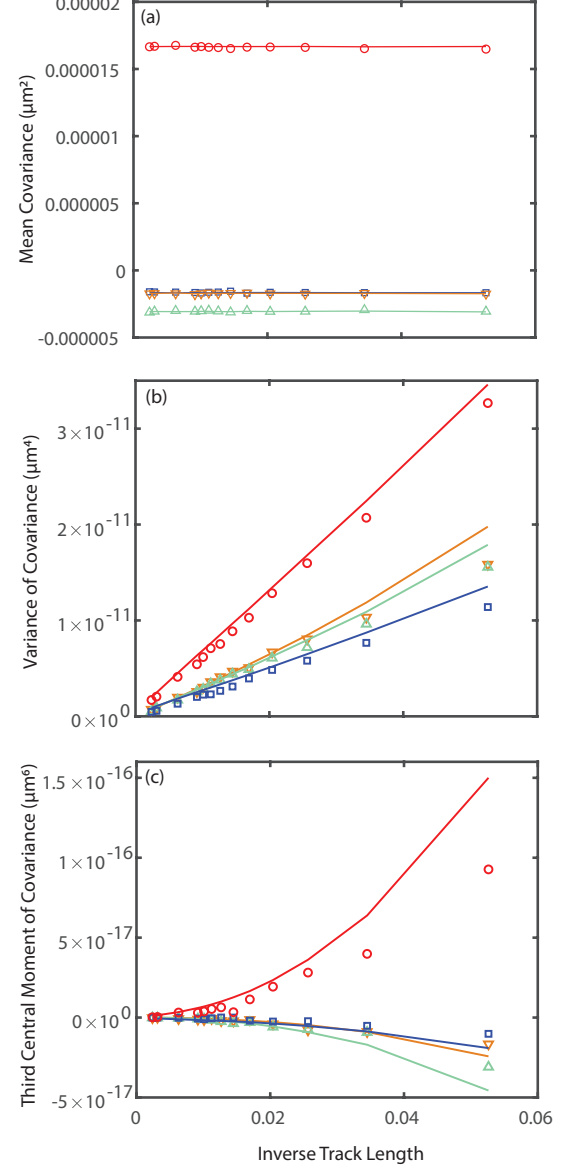 0.00002
(a)
0.000015
0.00001
0.000005
0
-0.000005
Mean Covariance (μm²)
(b)
3×10⁻¹¹
2×10⁻¹¹
1×10⁻¹¹
0×10⁰
Variance of Covariance (μm⁴)
(c)
1.5×10⁻¹⁶
1×10⁻¹⁶
5×10⁻¹⁷
0×10⁰
-5×10⁻¹⁷
Third Central Moment of Covariance (μm⁶)
0 0.02 0.04 0.06
Inverse Track Length